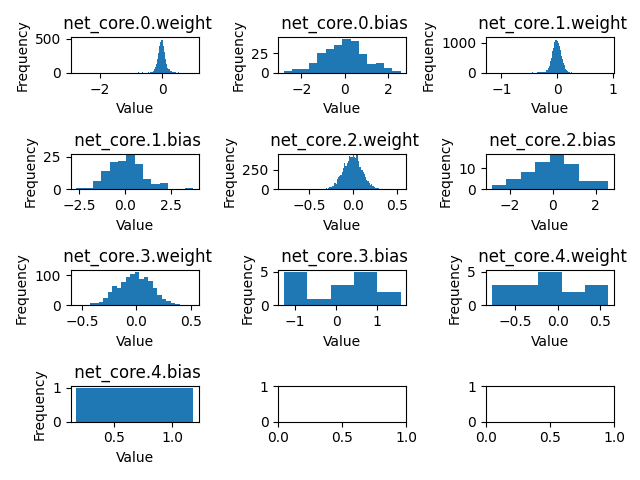 net_core.0.weight
500
0
Frequency
−2
0
Value
net_core.0.bias
25
0
Frequency
−2
0
2
Value
net_core.1.weight
1000
0
Frequency
−1
0
1
Value
net_core.1.bias
25
0
Frequency
−2.5
0.0
2.5
Value
net_core.2.weight
250
0
Frequency
−0.5
0.0
0.5
Value
net_core.2.bias
10
0
Frequency
−2
0
2
Value
net_core.3.weight
100
0
Frequency
−0.5
0.0
0.5
Value
net_core.3.bias
5
0
Frequency
−1
0
1
Value
net_core.4.weight
5
0
Frequency
−0.5
0.0
0.5
Value
net_core.4.bias
1
0
Frequency
0.5
1.0
Value
1
0
0.0
0.5
1.0
1
0
0.0
0.5
1.0